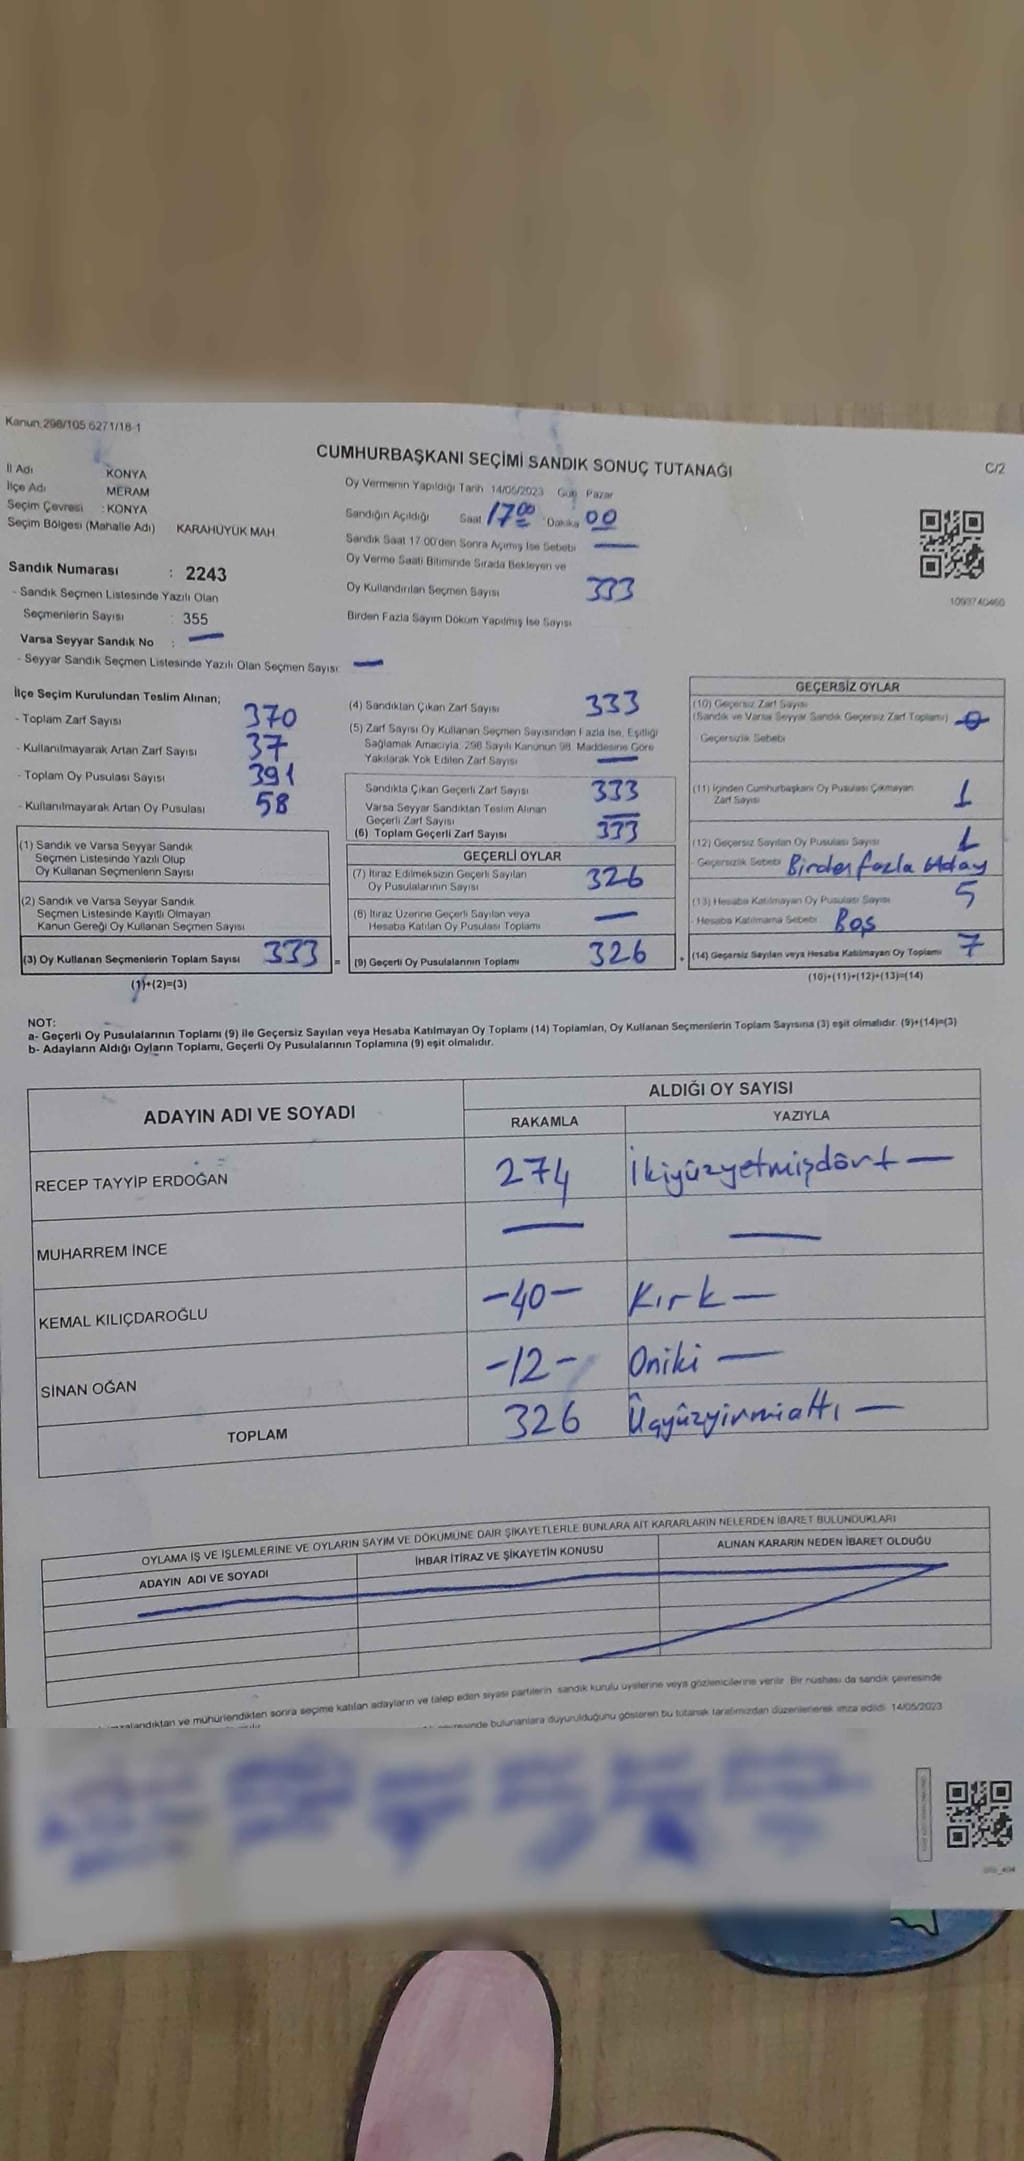 Kanun 298/105 6271/18-1
CUMHURBAŞKANI SEÇİMİ SANDIK SONUÇ TUTANAĞI
C/2
İl Adı KONYA
İlçe Adı MERAM
Seçim Çevresi : KONYA
Seçim Bölgesi (Mahalle Adı) KARAHÜYÜK MAH
Oy Vermenin Yapıldığı Tarih 14/05/2023 Gün Pazar
Sandığın Açıldığı Saat 17 00 Dakika 00
Sandık Saat 17 00'den Sonra Açımış İse Sebebi —
Oy Verme Saati Bitiminde Sırada Bekleyen ve
Oy Kullandırılan Seçmen Sayısı 333
Birden Fazla Sayım Döküm Yapılmış İse Sayısı
Sandık Numarası : 2243
- Sandık Seçmen Listesinde Yazılı Olan
Seçmenlerin Sayısı : 355
Varsa Seyyar Sandık No : —
- Seyyar Sandık Seçmen Listesinde Yazılı Olan Seçmen Sayısı —
İlçe Seçim Kurulundan Teslim Alınan;
- Toplam Zarf Sayısı 370
- Kullanılmayarak Artan Zarf Sayısı 37
- Toplam Oy Pusulası Sayısı 391
- Kullanılmayarak Artan Oy Pusulası 58
(1) Sandık ve Varsa Seyyar Sandık
Seçmen Listesinde Yazılı Olup
Oy Kullanan Seçmenlerin Sayısı
(2) Sandık ve Varsa Seyyar Sandık
Seçmen Listesinde Kayıtlı Olmayan
Kanun Gereği Oy Kullanan Seçmen Sayısı
(3) Oy Kullanan Seçmenlerin Toplam Sayısı 333 =
(1)+(2)=(3)
(4) Sandıktan Çıkan Zarf Sayısı 333
(5) Zarf Sayısı Oy Kullanan Seçmen Sayısından Fazla İse, Eşitliği
Sağlamak Amacıyla, 298 Sayılı Kanunun 98. Maddesine Göre
Yakılarak Yok Edilen Zarf Sayısı —
Sandıkta Çıkan Geçerli Zarf Sayısı 333
Varsa Seyyar Sandıktan Teslim Alınan
Geçerli Zarf Sayısı —
(6) Toplam Geçerli Zarf Sayısı 333
GEÇERLİ OYLAR
(7) İtiraz Edilmeksizin Geçerli Sayılan
Oy Pusulalarının Sayısı 326
(8) İtiraz Üzerine Geçerli Sayılan veya
Hesaba Katılan Oy Pusulası Toplamı —
(9) Geçerli Oy Pusulalarının Toplamı 326 +
1093740460
GEÇERSİZ OYLAR
(10) Geçersiz Zarf Sayısı
(Sandık ve Varsa Seyyar Sandık Geçersiz Zarf Toplamı) 0
Geçersizlik Sebebi
(11) İçinden Cumhurbaşkanı Oy Pusulası Çıkmayan
Zarf Sayısı 1
(12) Geçersiz Sayılan Oy Pusulası Sayısı 1
- Geçersizlik Sebebi Birden fazla Aday
(13) Hesaba Katılmayan Oy Pusulası Sayısı 5
- Hesaba Katılmama Sebebi Boş
(14) Geçersiz Sayılan veya Hesaba Katılmayan Oy Toplamı 7
(10)+(11)+(12)+(13)=(14)
NOT:
a- Geçerli Oy Pusulalarının Toplamı (9) ile Geçersiz Sayılan veya Hesaba Katılmayan Oy Toplamı (14) Toplamları, Oy Kullanan Seçmenlerin Toplam Sayısına (3) eşit olmalıdır. (9)+(14)=(3)
b- Adayların Aldığı Oyların Toplamı, Geçerli Oy Pusulalarının Toplamına (9) eşit olmalıdır.
ADAYIN ADI VE SOYADI
ALDIĞI OY SAYISI
RAKAMLA YAZIYLA
RECEP TAYYİP ERDOĞAN 274 İkiyüzyetmişdört —
MUHARREM İNCE — —
KEMAL KILIÇDAROĞLU -40- Kırk —
SİNAN OĞAN -12- Oniki —
TOPLAM 326 Üçyüzyirmialtı —
OYLAMA İŞ VE İŞLEMLERİNE VE OYLARIN SAYIM VE DÖKÜMÜNE DAİR ŞİKAYETLERLE BUNLARA AİT KARARLARIN NELERDEN İBARET BULUNDUKLARI
ADAYIN ADI VE SOYADI İHBAR İTİRAZ VE ŞİKAYETİN KONUSU ALINAN KARARIN NEDEN İBARET OLDUĞU
ve mühürlendikten sonra seçime katılan adayların ve talep eden siyasi partilerin sandık kurulu üyelerine veya gözlemcilerine verilir. Bir nüshası da sandık çevresinde
bulunanlara duyurulduğunu gösteren bu tutanak tarafımızdan düzenlenerek imza edildi. 14/05/2023